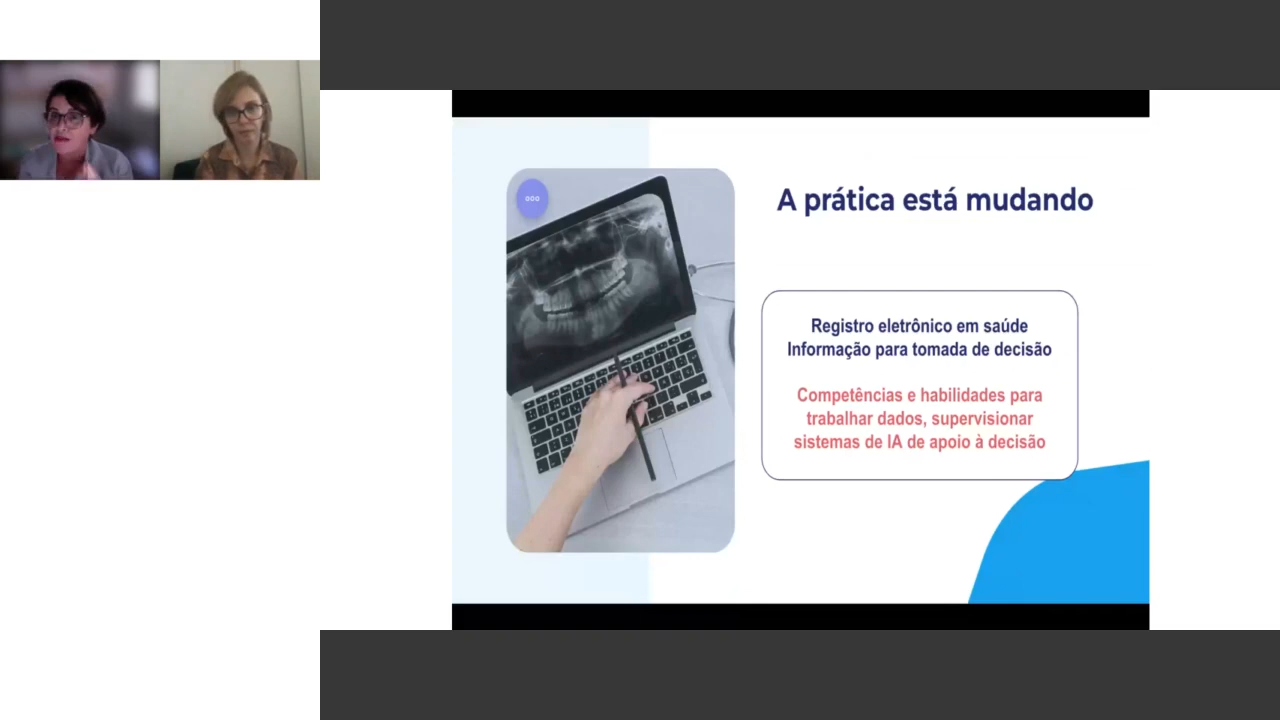 A prática está mudando
Registro eletrônico em saúde
Informação para tomada de decisão
Competências e habilidades para
trabalhar dados, supervisionar
sistemas de IA de apoio à decisão